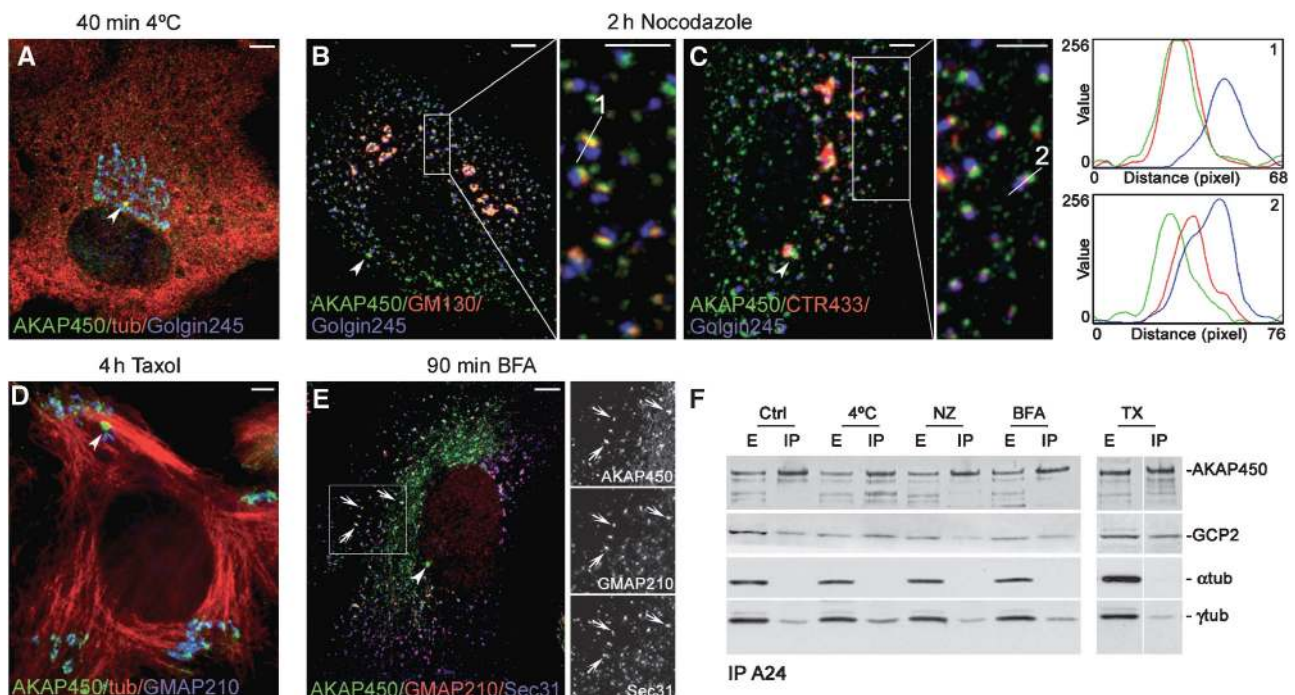 40 min 4ºC
2 h Nocodazole
A
AKAP450/tub/Golgin245
B
1
AKAP450/GM130/
Golgin245
C
2
AKAP450/CTR433/
Golgin245
256
1
Value
0
0
Distance (pixel)
68
256
2
Value
0
0
Distance (pixel)
76
4 h Taxol
90 min BFA
D
AKAP450/tub/GMAP210
E
AKAP450/GMAP210/Sec31
AKAP450
GMAP210
Sec31
F
Ctrl 4ºC NZ BFA TX
E IP E IP E IP E IP E IP
-AKAP450
-GCP2
- αtub
- γtub
IP A24